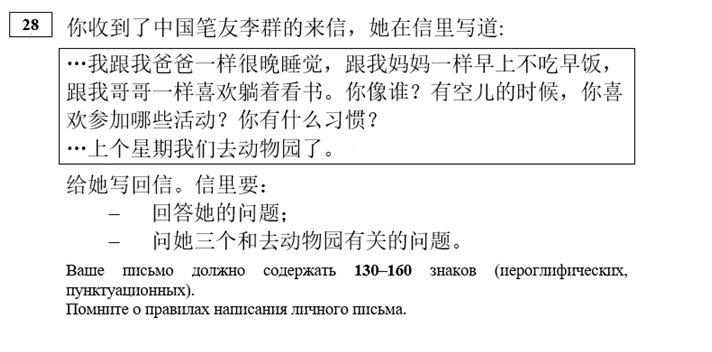 28 你收到了中国笔友李群的来信，她在信里写道:
…我跟我爸爸一样很晚睡觉，跟我妈妈一样早上不吃早饭，
跟我哥哥一样喜欢躺着看书。你像谁？有空儿的时候，你喜
欢参加哪些活动？你有什么习惯？
…上个星期我们去动物园了。
给她写回信。信里要：
– 回答她的问题；
– 问她三个和去动物园有关的问题。
Ваше письмо должно содержать 130–160 знаков (иероглифических,
пунктуационных).
Помните о правилах написания личного письма.